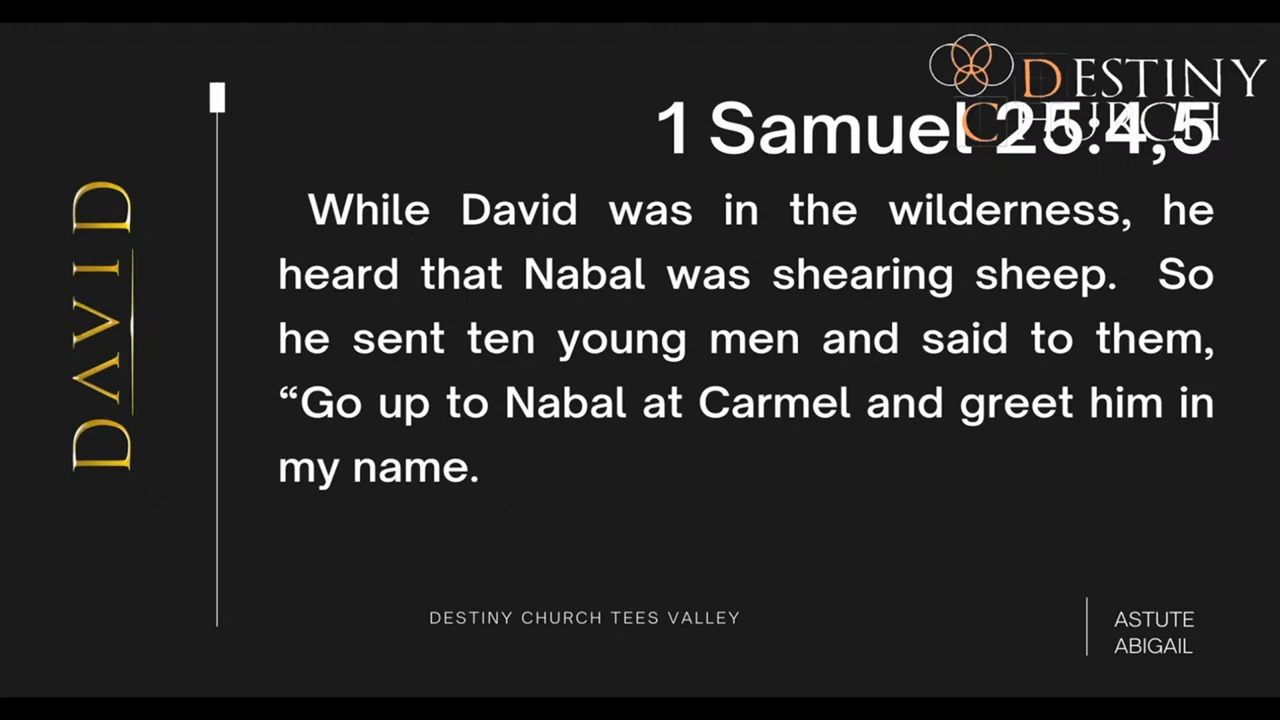 DESTINY
CHURCH
1 Samuel 25:4,5
DAVID
While David was in the wilderness, he
heard that Nabal was shearing sheep. So
he sent ten young men and said to them,
“Go up to Nabal at Carmel and greet him in
my name.
DESTINY CHURCH TEES VALLEY
ASTUTE
ABIGAIL